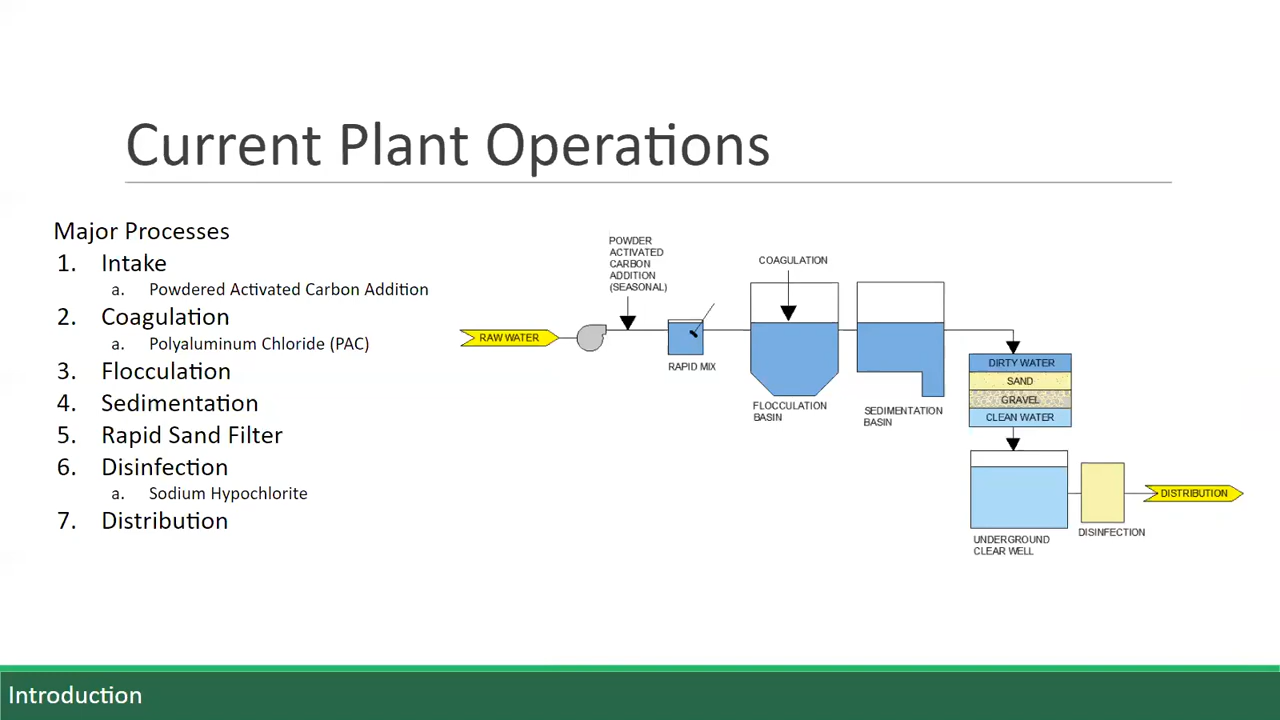 Current Plant Operations
Major Processes
1. Intake
a. Powdered Activated Carbon Addition
2. Coagulation
a. Polyaluminum Chloride (PAC)
3. Flocculation
4. Sedimentation
5. Rapid Sand Filter
6. Disinfection
a. Sodium Hypochlorite
7. Distribution
RAW WATER
POWDER
ACTIVATED
CARBON
ADDITION
(SEASONAL)
RAPID MIX
COAGULATION
FLOCCULATION
BASIN
SEDIMENTATION
BASIN
DIRTY WATER
SAND
GRAVEL
CLEAN WATER
UNDERGROUND
CLEAR WELL
DISINFECTION
DISTRIBUTION
Introduction